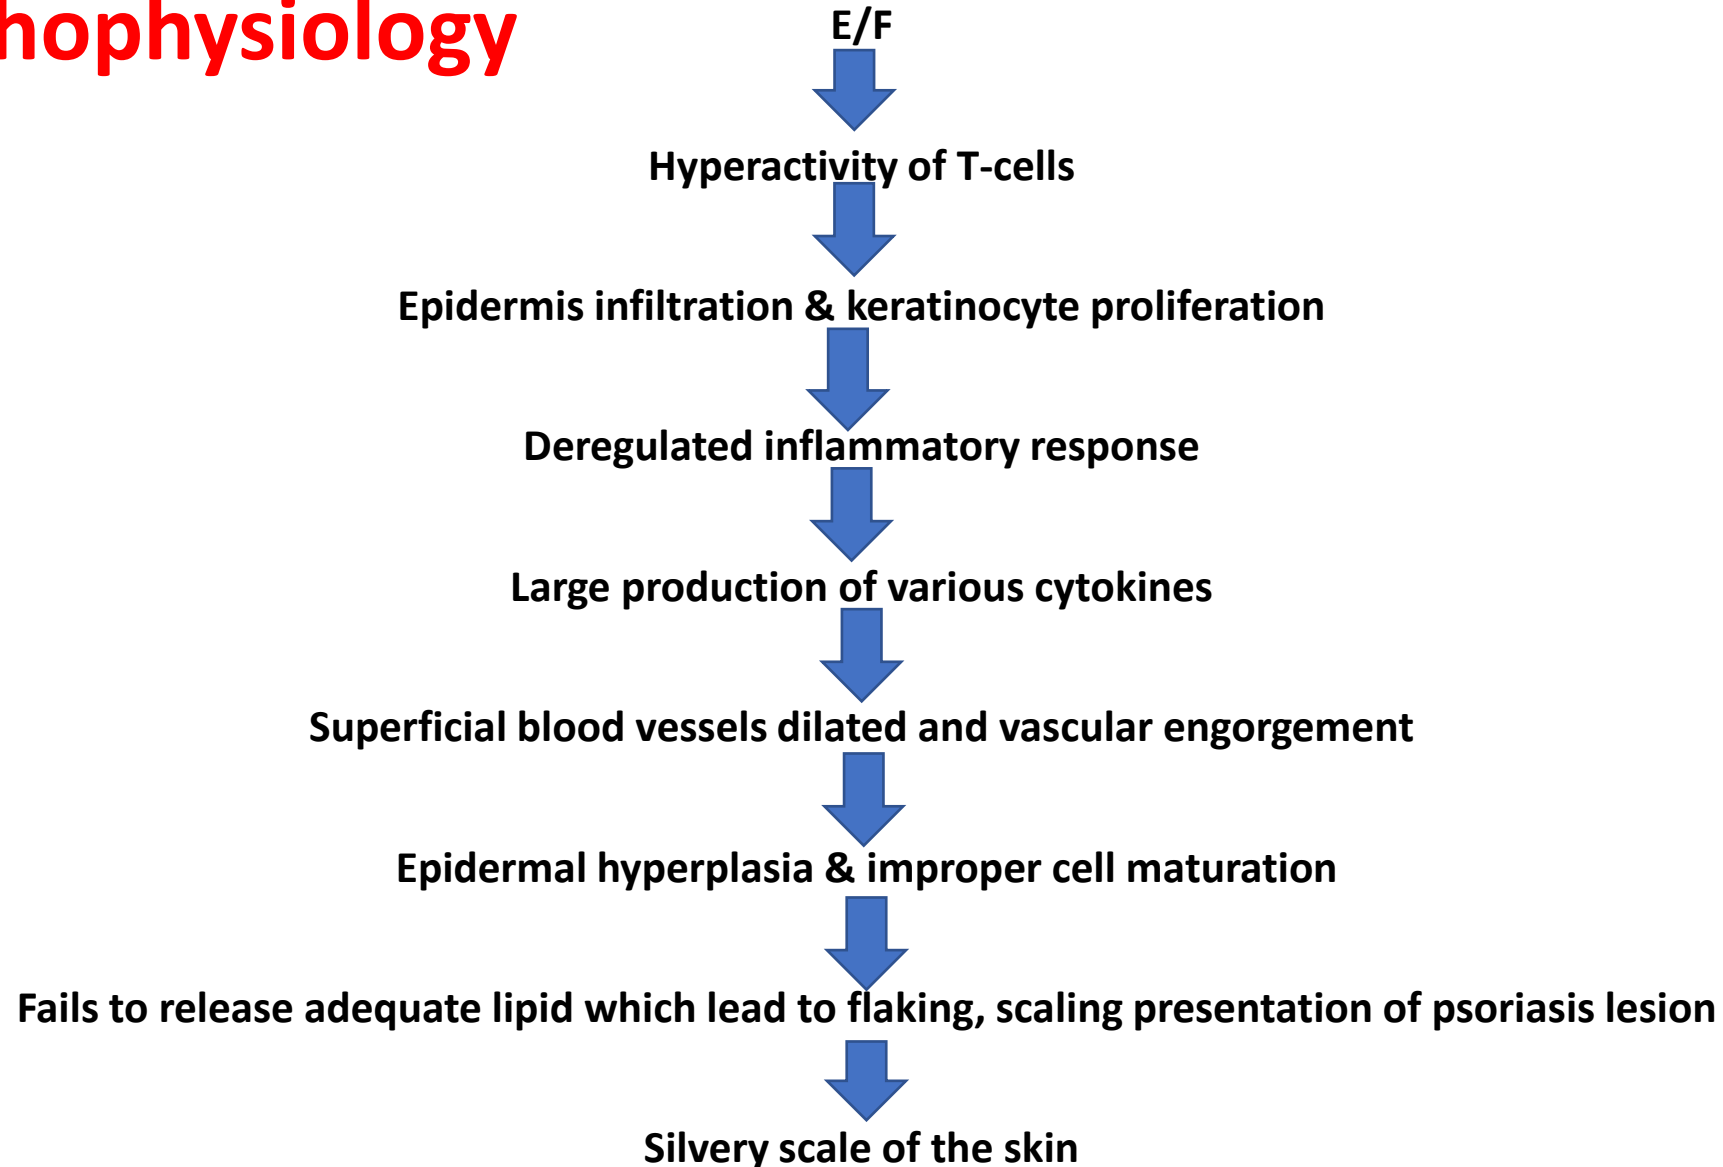 hophysiology
E/F
Hyperactivity of T-cells
Epidermis infiltration & keratinocyte proliferation
Deregulated inflammatory response
Large production of various cytokines
Superficial blood vessels dilated and vascular engorgement
Epidermal hyperplasia & improper cell maturation
Fails to release adequate lipid which lead to flaking, scaling presentation of psoriasis lesion
Silvery scale of the skin